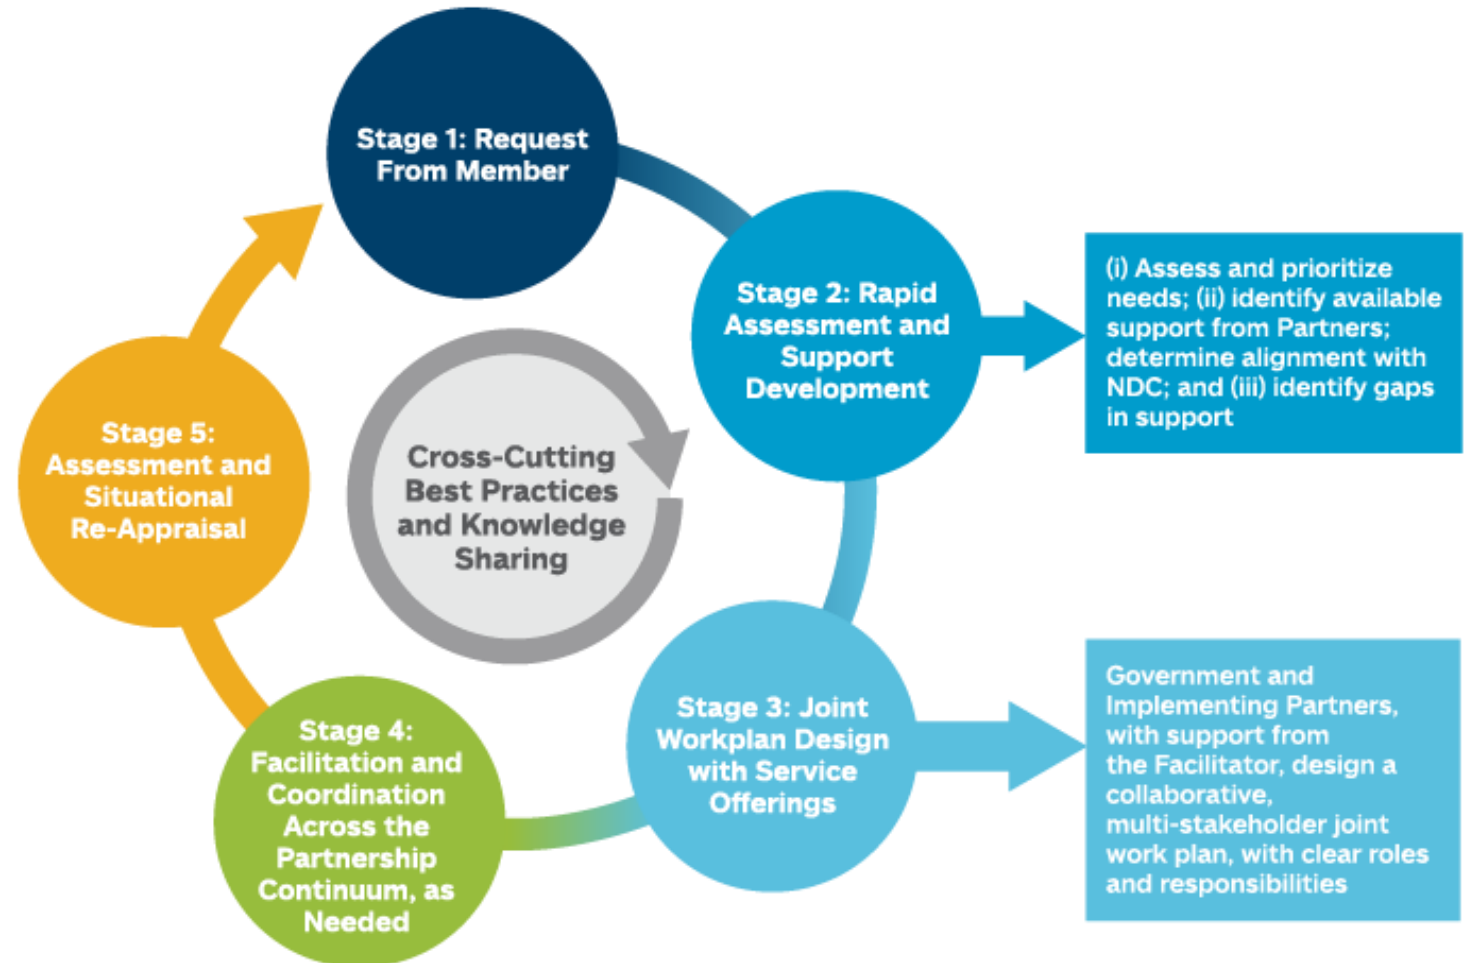 Stage 1: Request
From Member
Stage 2: Rapid
Assessment and
Support
Development
(i) Assess and prioritize
needs; (ii) identify available
support from Partners;
determine alignment with
NDC; and (iii) identify gaps
in support
Stage 3: Joint
Workplan Design
with Service
Offerings
Government and
Implementing Partners,
with support from
the Facilitator, design a
collaborative,
multi-stakeholder joint
work plan, with clear roles
and responsibilities
Stage 4:
Facilitation and
Coordination
Across the
Partnership
Continuum, as
Needed
Stage 5:
Assessment and
Situational
Re-Appraisal
Cross-Cutting
Best Practices
and Knowledge
Sharing